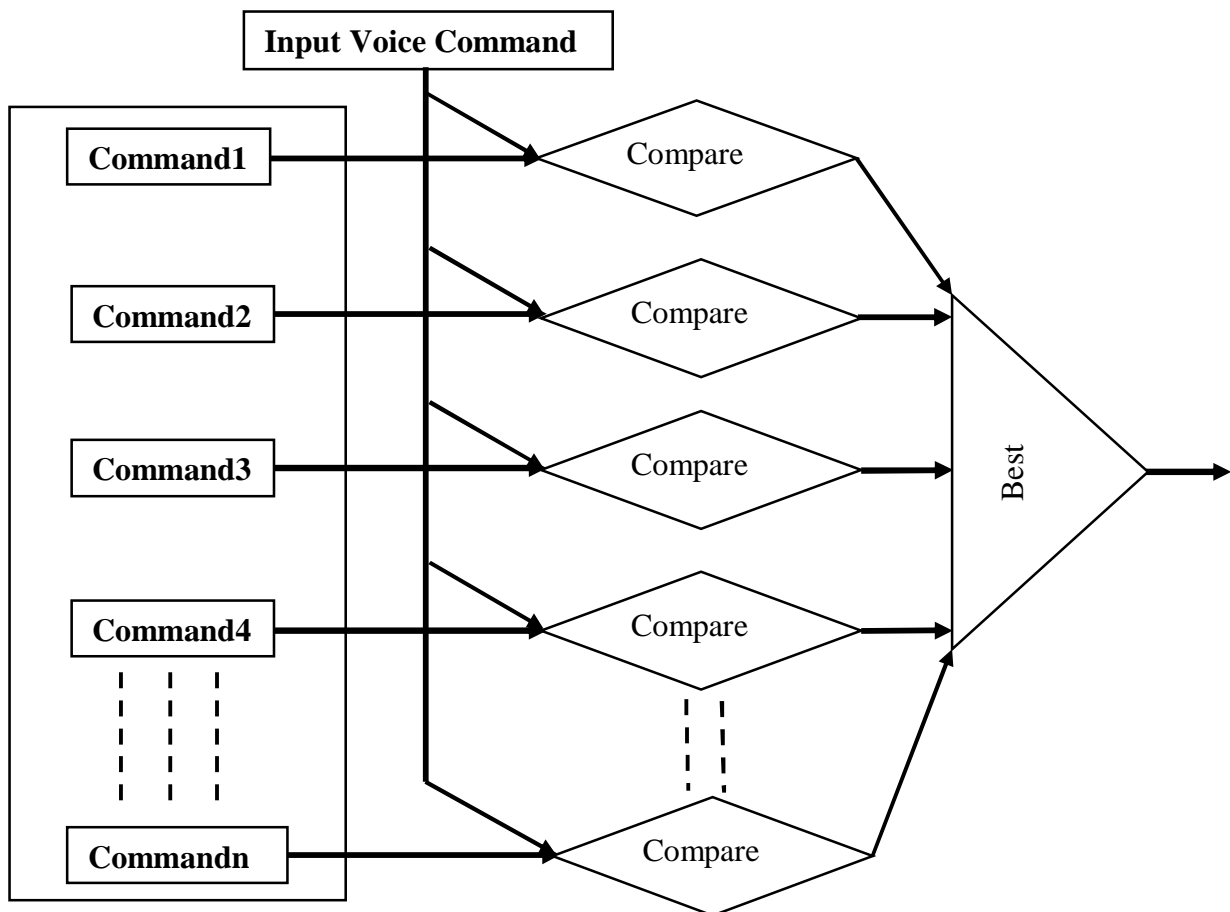 Input Voice Command
Command1
Compare
Command2
Compare
Command3
Compare
Best
Command4
Compare
Commandn
Compare